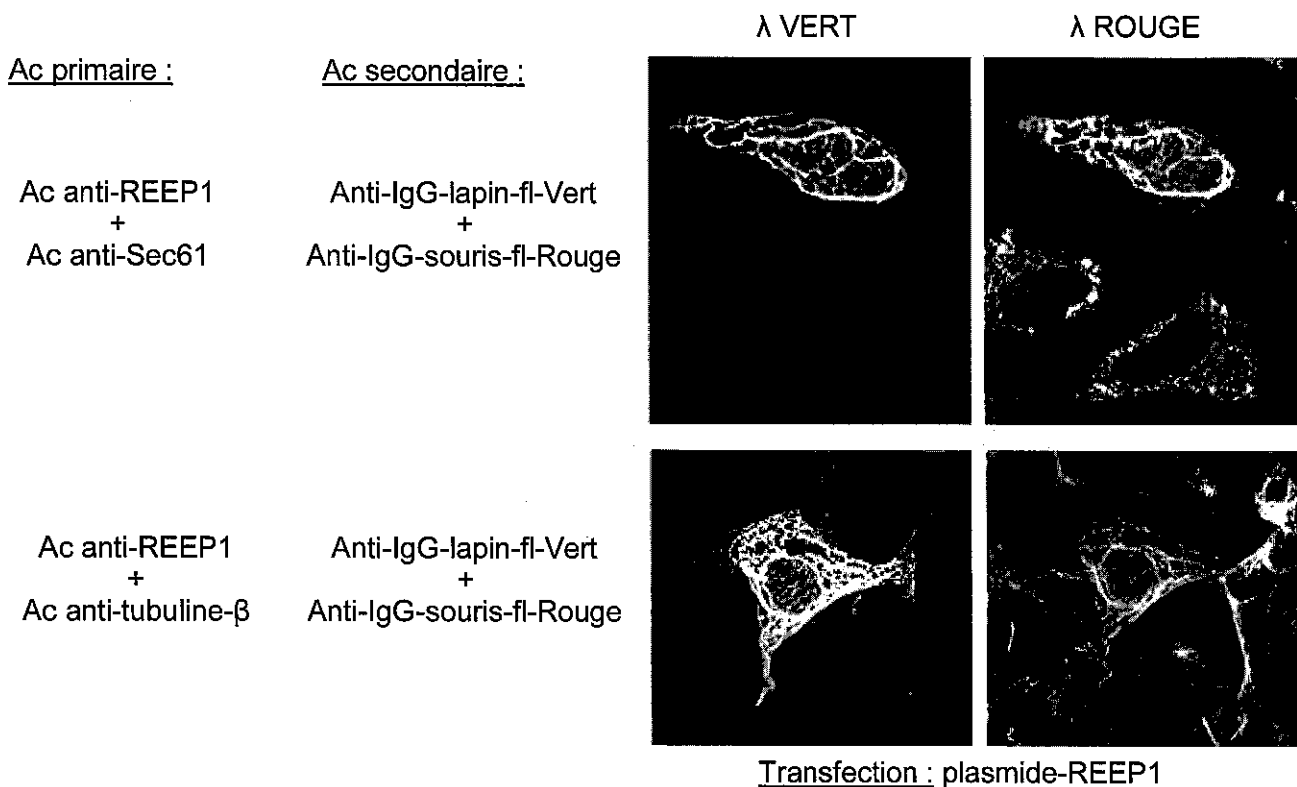 λ VERT
λ ROUGE
Ac primaire :
Ac secondaire :
Ac anti-REEP1
+
Ac anti-Sec61
Anti-IgG-lapin-fl-Vert
+
Anti-IgG-souris-fl-Rouge
Ac anti-REEP1
+
Ac anti-tubuline-β
Anti-IgG-lapin-fl-Vert
+
Anti-IgG-souris-fl-Rouge
Transfection : plasmide-REEP1